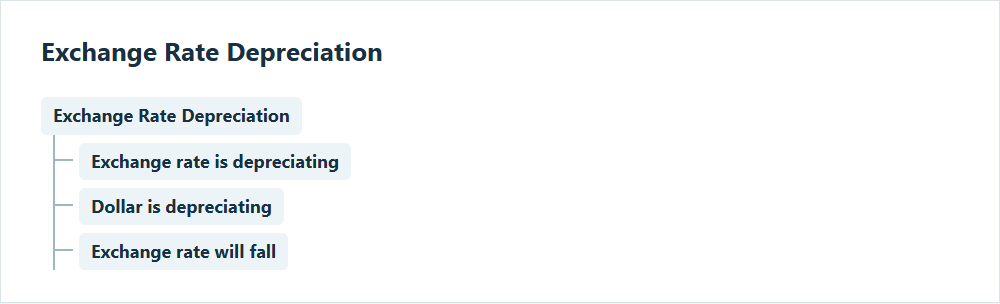 Exchange Rate Depreciation
Exchange Rate Depreciation
Exchange rate is depreciating
Dollar is depreciating
Exchange rate will fall